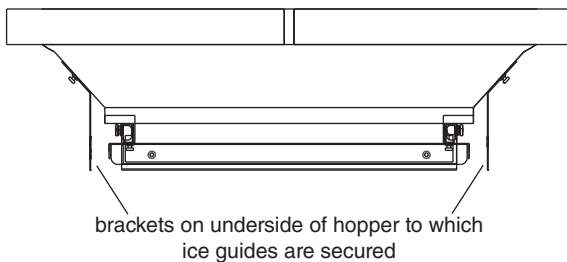 brackets on underside of hopper to which
ice guides are secured